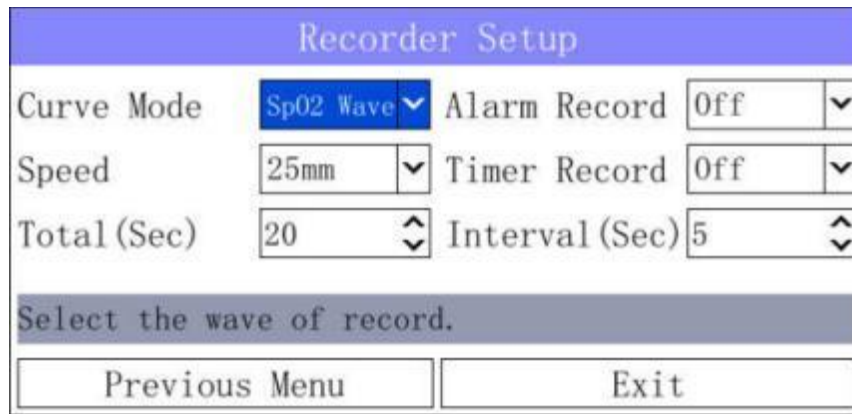 Recorder Setup
Curve Mode SpO2 Wave Alarm Record Off
Speed 25mm Timer Record Off
Total(Sec) 20 Interval(Sec) 5
Select the wave of record.
Previous Menu Exit